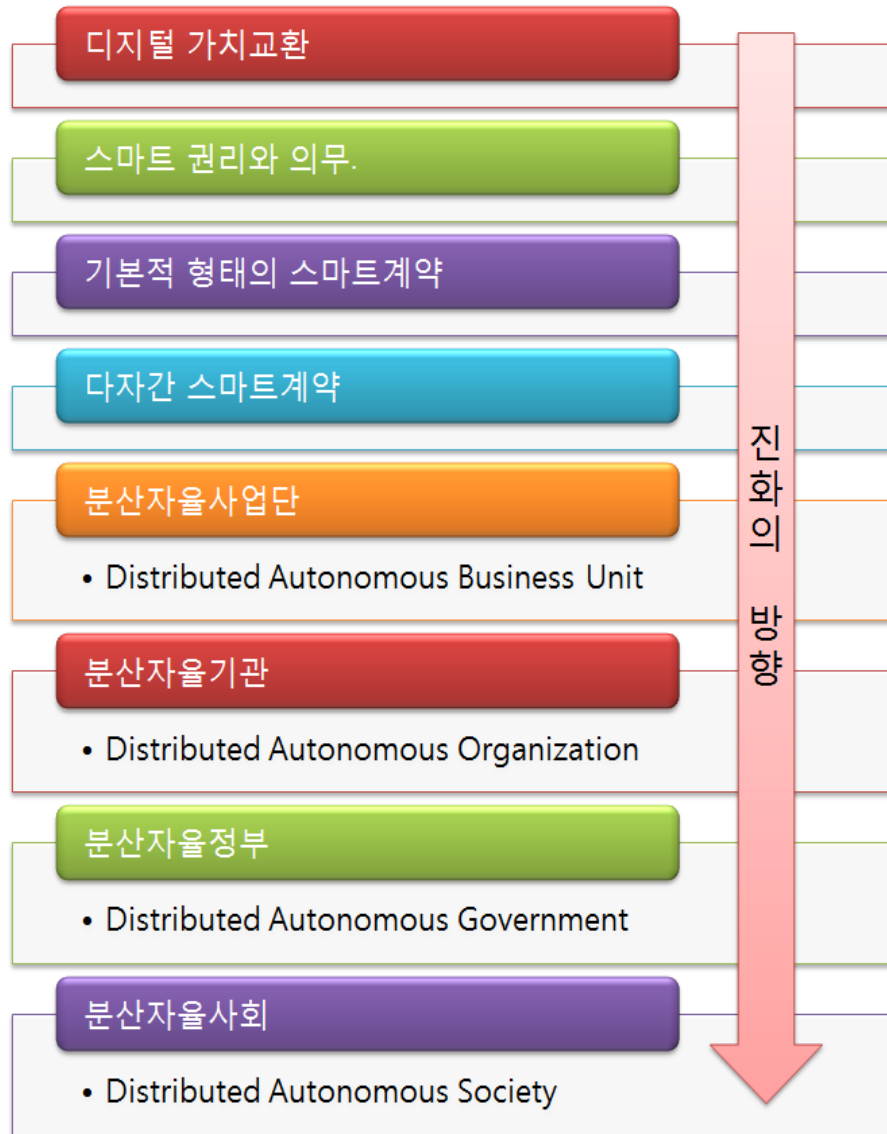 디지털 가치교환
스마트 권리와 의무.
기본적 형태의 스마트계약
다자간 스마트계약
분산자율사업단
• Distributed Autonomous Business Unit
분산자율기관
• Distributed Autonomous Organization
분산자율정부
• Distributed Autonomous Government
분산자율사회
• Distributed Autonomous Society
진화의 방향